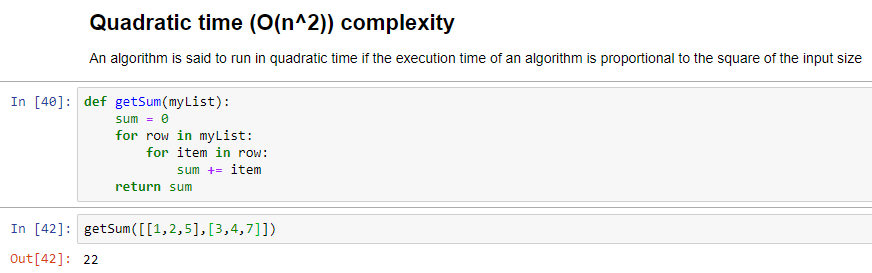 Quadratic time (O(n^2)) complexity
An algorithm is said to run in quadratic time if the execution time of an algorithm is proportional to the square of the input size
In [40]: def getSum(myList):
    sum = 0
    for row in myList:
        for item in row:
            sum += item
    return sum
In [42]: getSum([[1,2,5],[3,4,7]])
Out[42]: 22